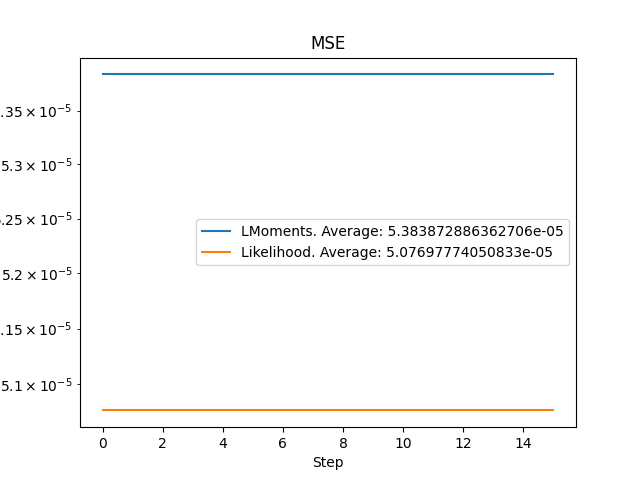 MSE
.35 × 10⁻⁵
5.3 × 10⁻⁵
.25 × 10⁻⁵
5.2 × 10⁻⁵
.15 × 10⁻⁵
5.1 × 10⁻⁵
LMoments. Average: 5.383872886362706e-05
Likelihood. Average: 5.07697774050833e-05
0 2 4 6 8 10 12 14
Step